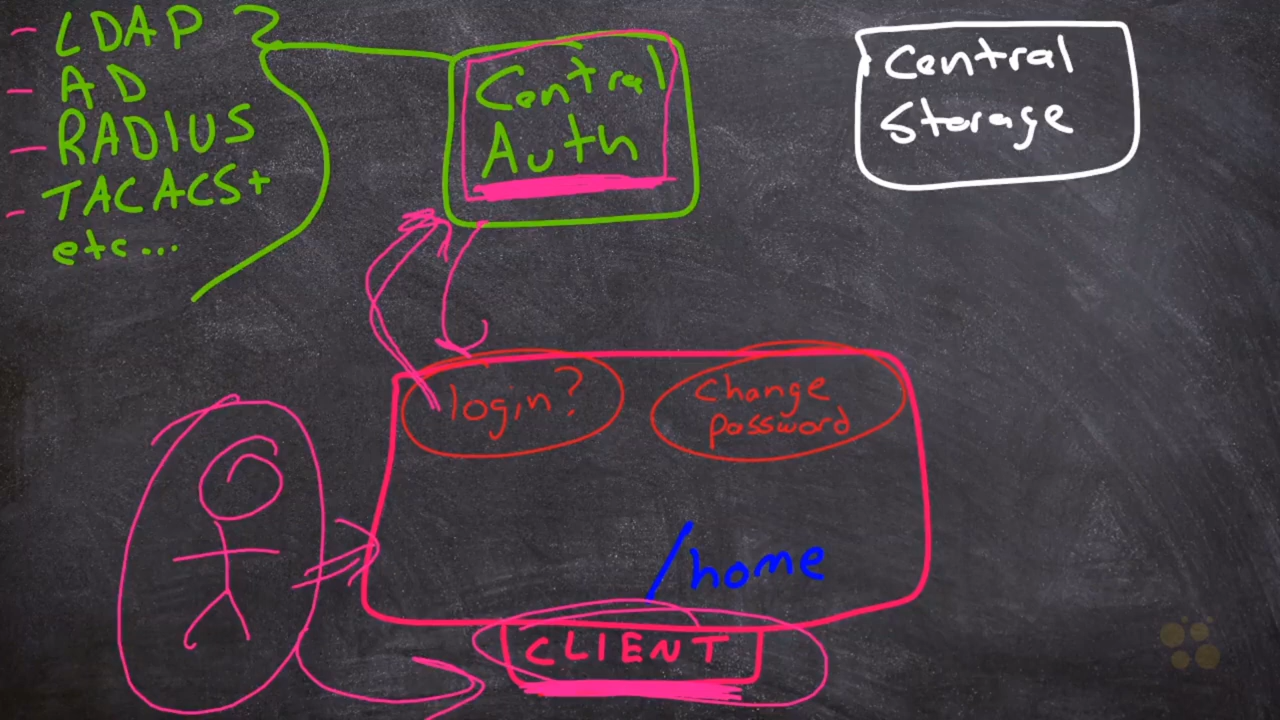 - LDAP
- AD
- RADIUS
- TACACS+
etc...
Central
Auth
Central
Storage
login?
Change
password
/home
CLIENT